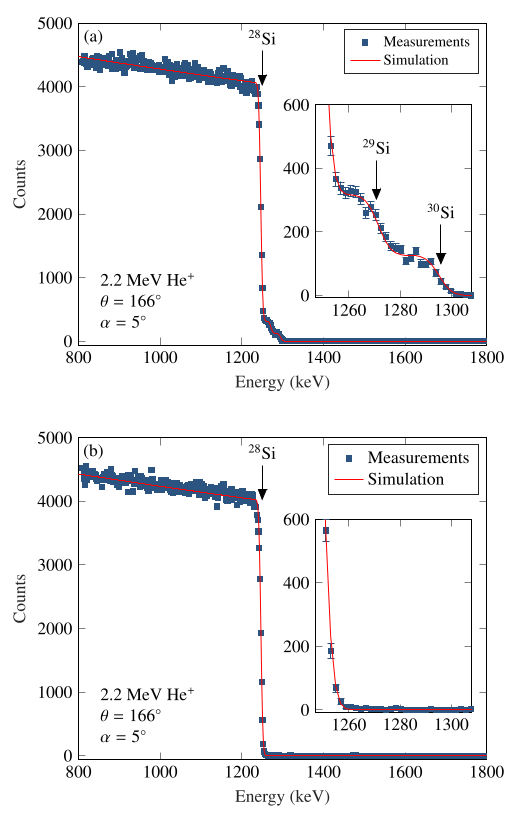 (a)
²⁸Si
Measurements
Simulation
5000
4000
3000
2000
1000
0
Counts
600
400
200
0
²⁹Si
³⁰Si
1260 1280 1300
2.2 MeV He⁺
θ = 166°
α = 5°
800 1000 1200 1400 1600 1800
Energy (keV)
(b)
²⁸Si
Measurements
Simulation
5000
4000
3000
2000
1000
0
Counts
600
400
200
0
1260 1280 1300
2.2 MeV He⁺
θ = 166°
α = 5°
800 1000 1200 1400 1600 1800
Energy (keV)